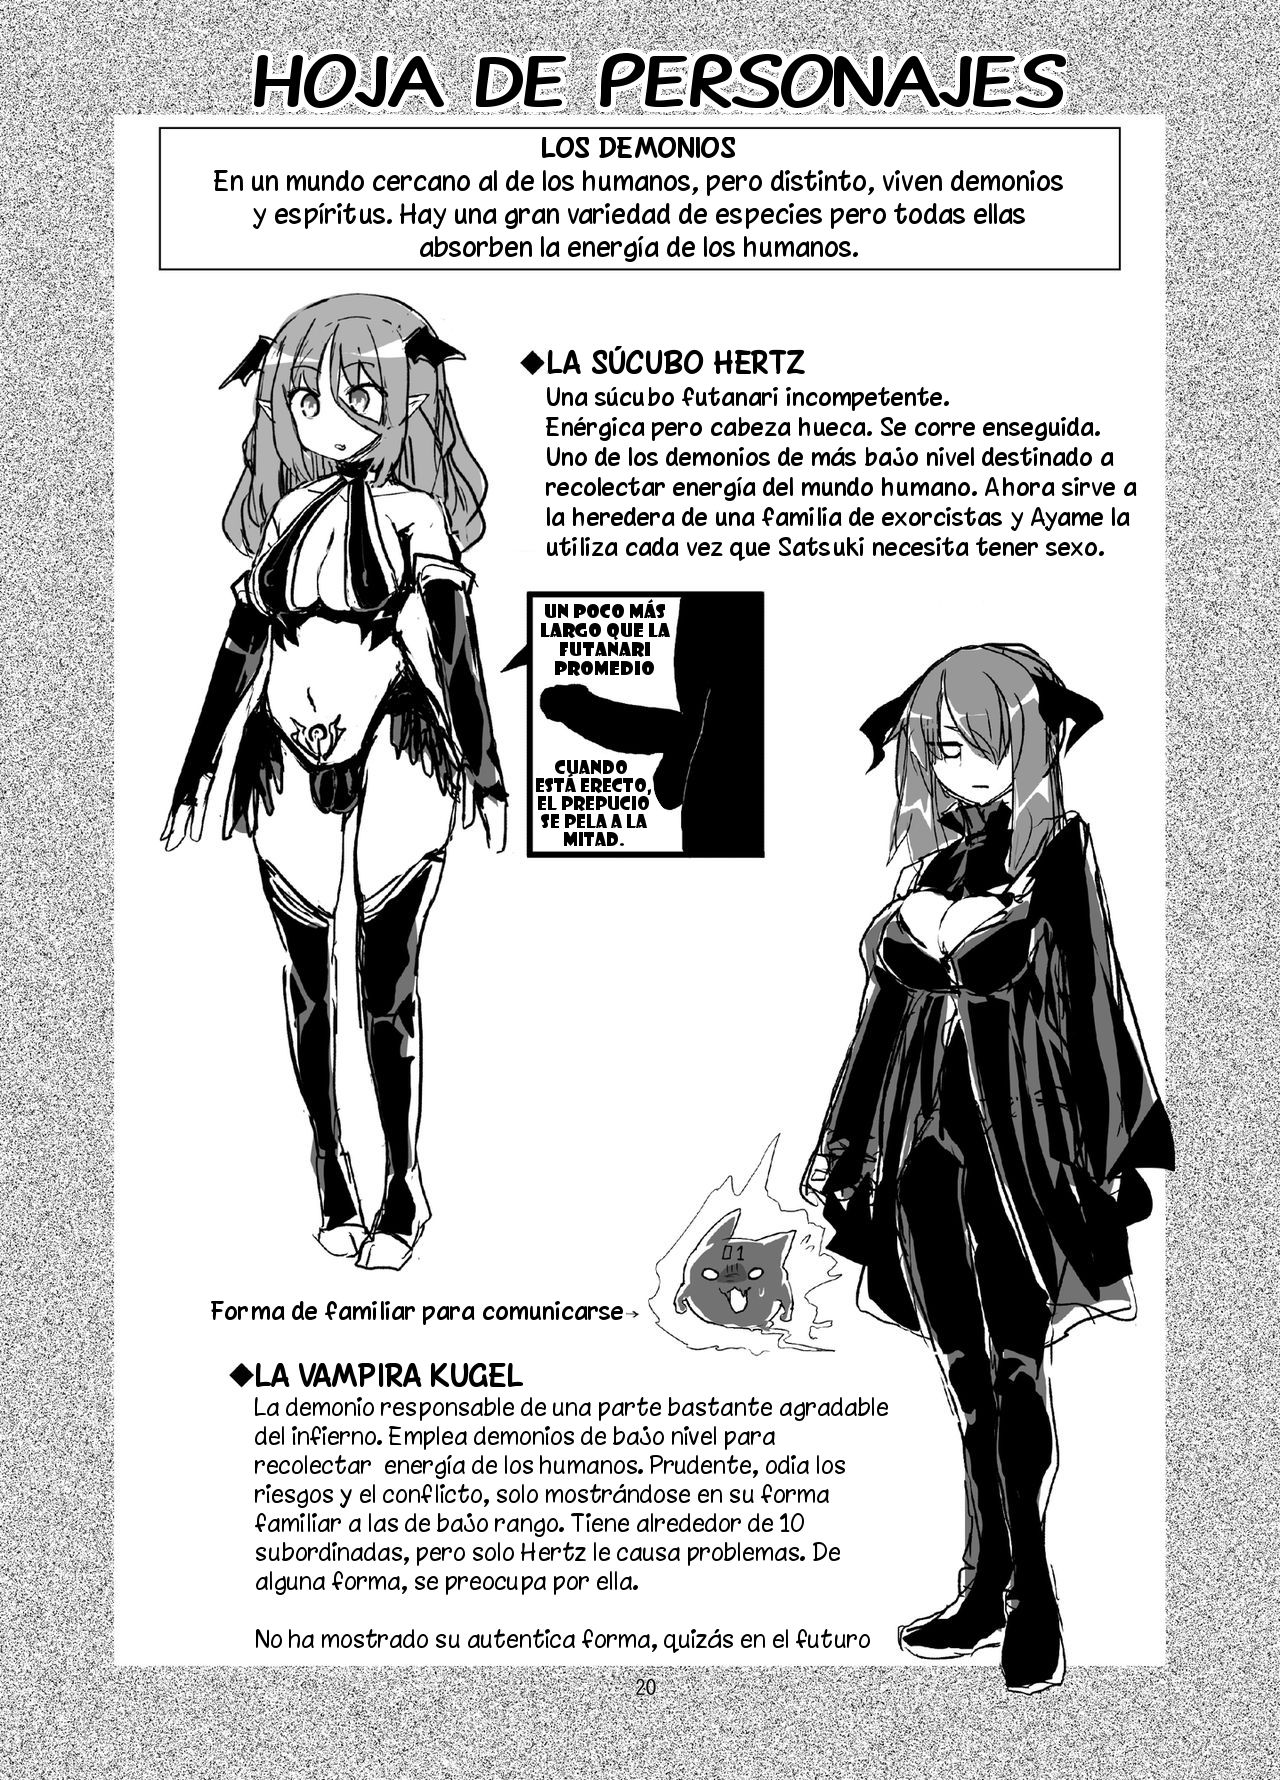 HOJA DE PERSONAJES
LOS DEMONIOS
En un mundo cercano al de los humanos, pero distinto, viven demonios
y espíritus. Hay una gran variedad de especies pero todas ellas
absorben la energía de los humanos.
◆LA SÚCUBO HERTZ
Una súcubo futanari incompetente.
Enérgica pero cabeza hueca. Se corre enseguida.
Uno de los demonios de más bajo nivel destinado a
recolectar energía del mundo humano. Ahora sirve a
la heredera de una familia de exorcistas y Ayame la
utiliza cada vez que Satsuki necesita tener sexo.
UN POCO MÁS
LARGO QUE LA
FUTANARI
PROMEDIO
CUANDO
ESTÁ ERECTO,
EL PREPUCIO
SE PELA A LA
MITAD.
01
Forma de familiar para comunicarse→
◆LA VAMPIRA KUGEL
La demonio responsable de una parte bastante agradable
del infierno. Emplea demonios de bajo nivel para
recolectar energía de los humanos. Prudente, odia los
riesgos y el conflicto, solo mostrándose en su forma
familiar a las de bajo rango. Tiene alrededor de 10
subordinadas, pero solo Hertz le causa problemas. De
alguna forma, se preocupa por ella.
No ha mostrado su autentica forma, quizás en el futuro
20